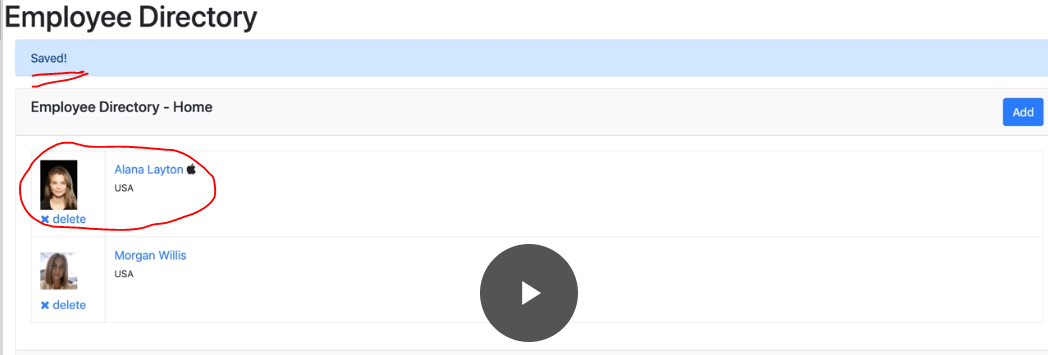 Employee Directory
Saved!
Employee Directory - Home
Add
Alana Layton
USA
delete
Morgan Willis
USA
delete